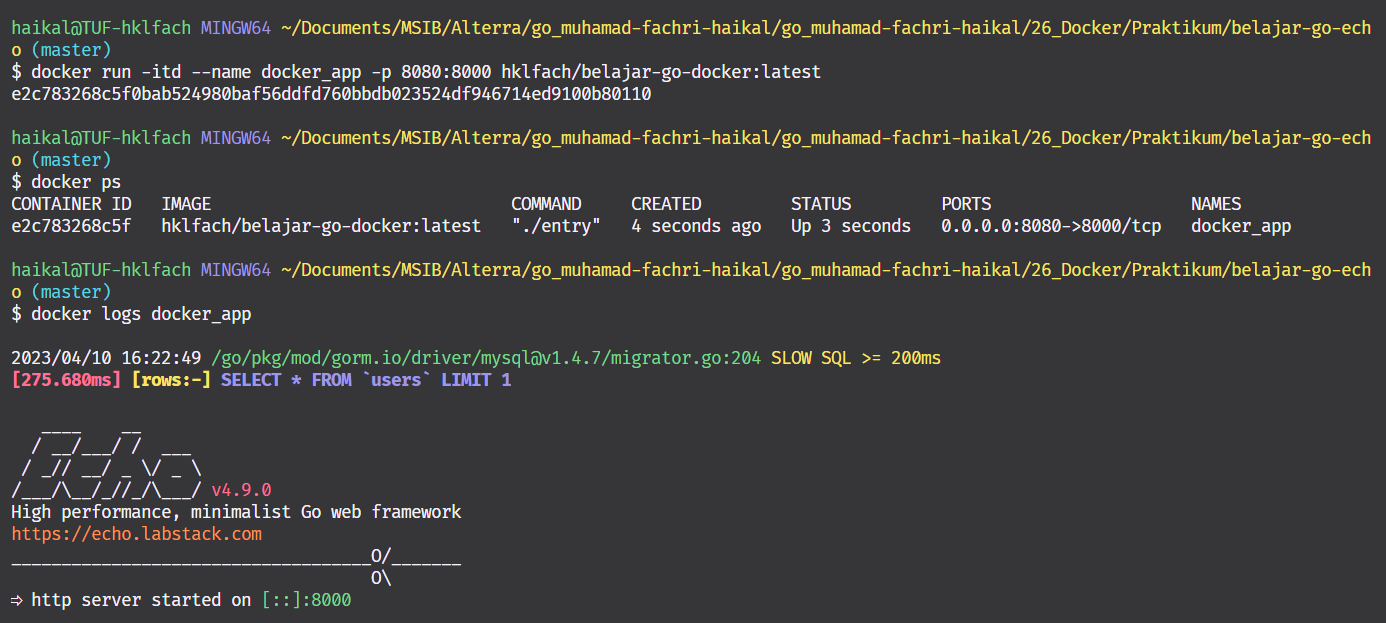 haikal@TUF-hklfach MINGW64 ~/Documents/MSIB/Alterra/go_muhamad-fachri-haikal/go_muhamad-fachri-haikal/26_Docker/Praktikum/belajar-go-ech
o (master)
$ docker run -itd --name docker_app -p 8080:8000 hklfach/belajar-go-docker:latest
e2c783268c5f0bab524980baf56ddfd760bbdb023524df946714ed9100b80110
haikal@TUF-hklfach MINGW64 ~/Documents/MSIB/Alterra/go_muhamad-fachri-haikal/go_muhamad-fachri-haikal/26_Docker/Praktikum/belajar-go-ech
o (master)
$ docker ps
CONTAINER ID   IMAGE                              COMMAND     CREATED         STATUS         PORTS                    NAMES
e2c783268c5f   hklfach/belajar-go-docker:latest   "./entry"   4 seconds ago   Up 3 seconds   0.0.0.0:8080->8000/tcp   docker_app
haikal@TUF-hklfach MINGW64 ~/Documents/MSIB/Alterra/go_muhamad-fachri-haikal/go_muhamad-fachri-haikal/26_Docker/Praktikum/belajar-go-ech
o (master)
$ docker logs docker_app
2023/04/10 16:22:49 /go/pkg/mod/gorm.io/driver/mysql@v1.4.7/migrator.go:204 SLOW SQL >= 200ms
[275.680ms] [rows:-] SELECT * FROM `users` LIMIT 1
   ____    __
  / __/___/ /  ___
 / _// __/ _ \/ _ \
/___/\__/_//_/\___/ v4.9.0
High performance, minimalist Go web framework
https://echo.labstack.com
____________________________________O/_______
                                    O\
⇨ http server started on [::]:8000